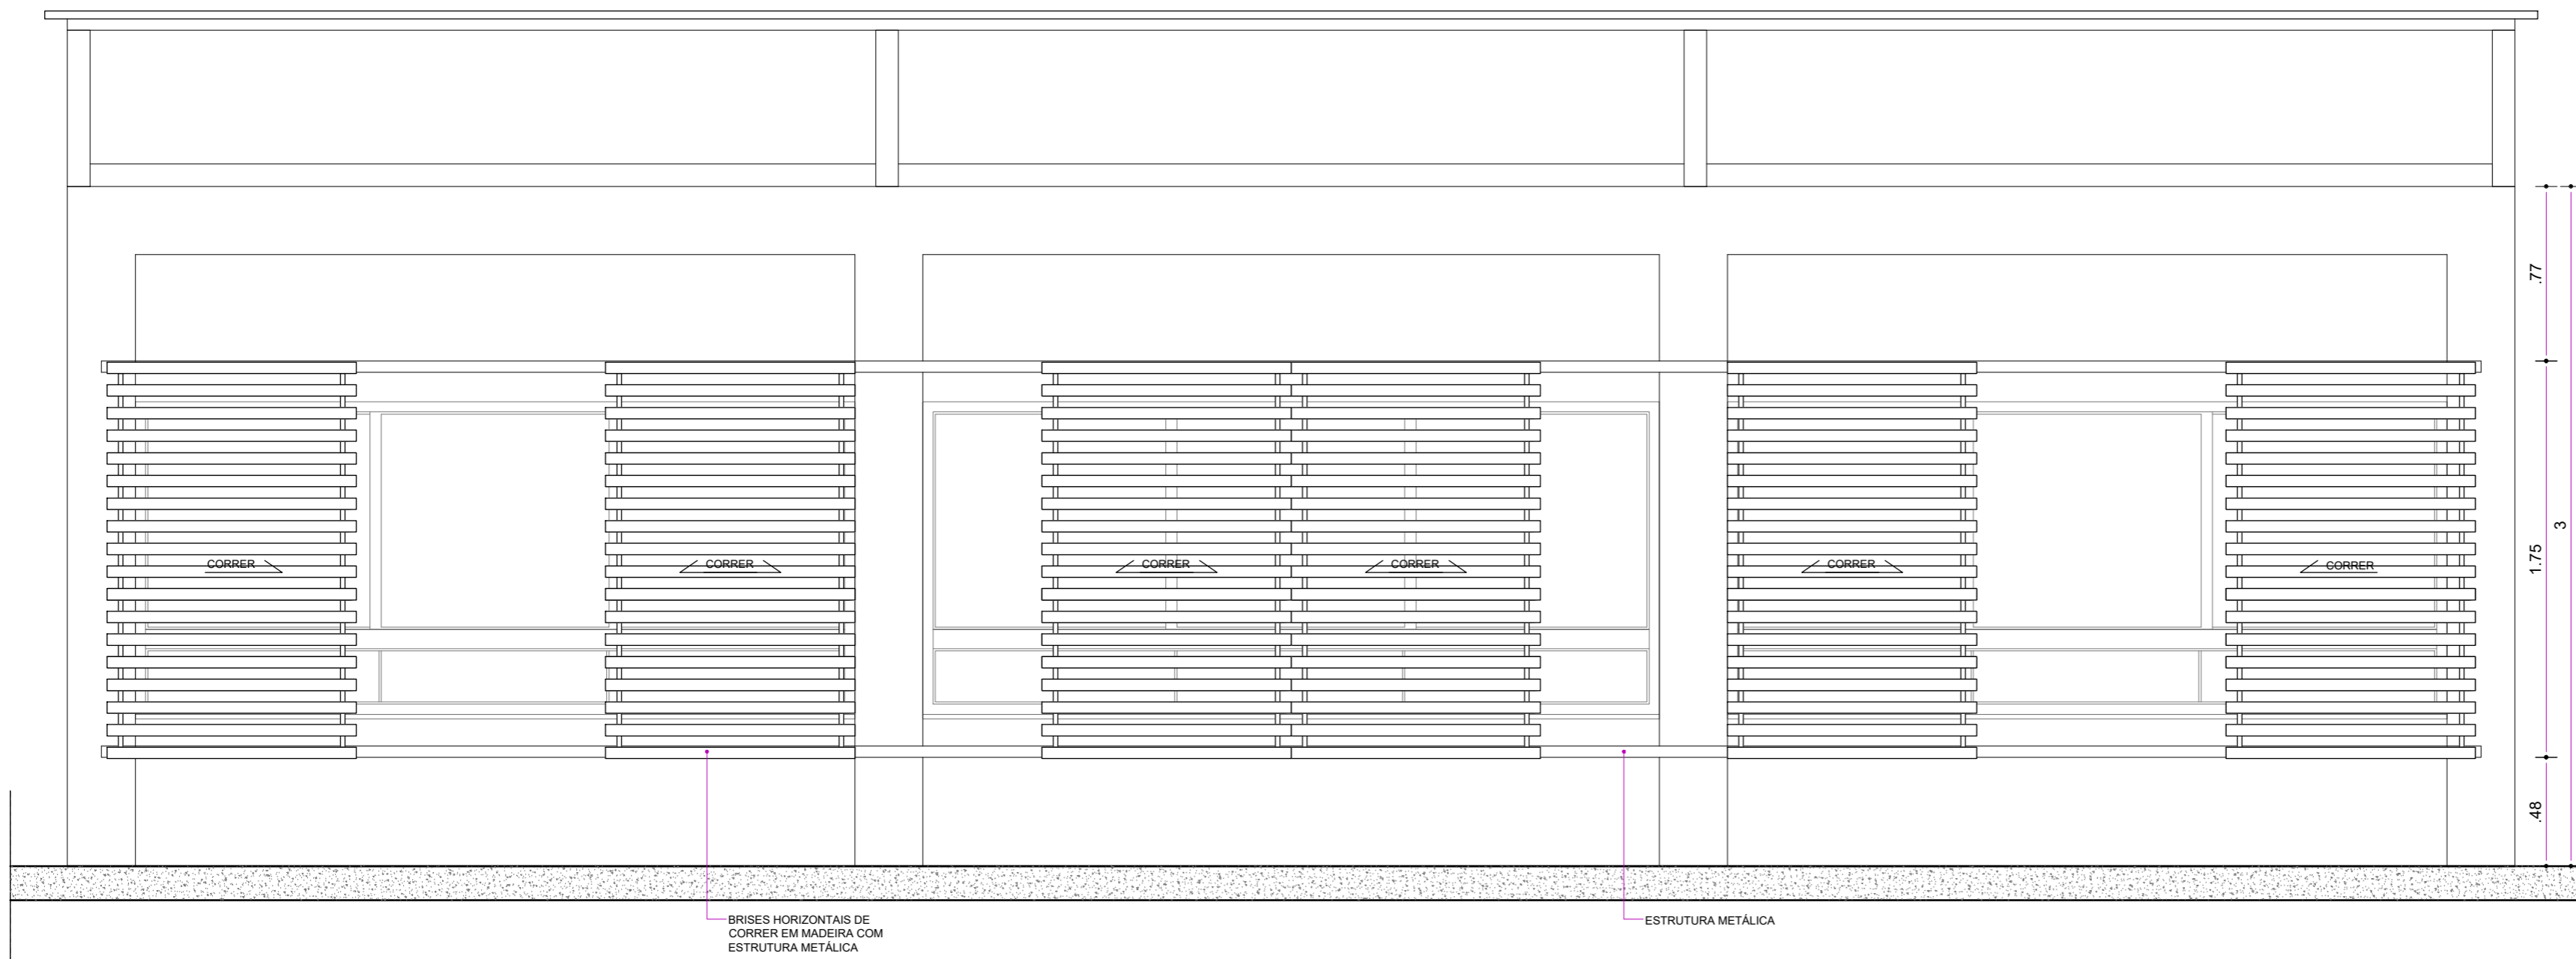 .77
CORRER
CORRER
CORRER
CORRER
CORRER
CORRER
1.75
3
.48
BRISES HORIZONTAIS DE
CORRER EM MADEIRA COM
ESTRUTURA METÁLICA
ESTRUTURA METÁLICA